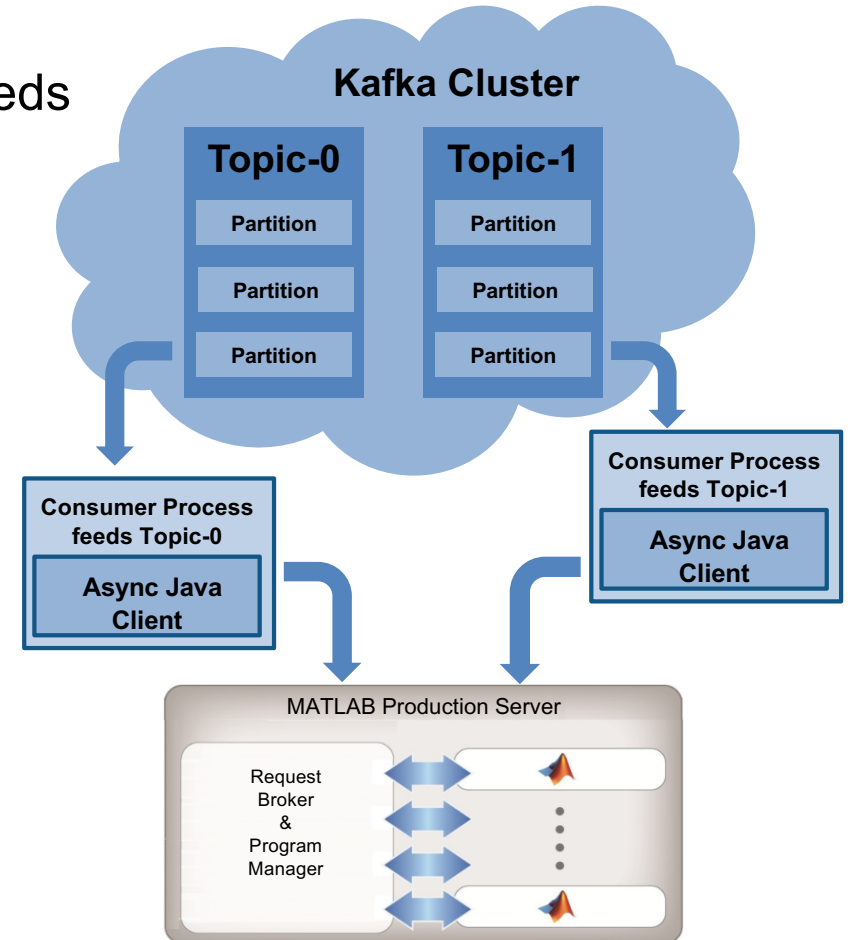 eeds
Kafka Cluster
Topic-0
Partition
Partition
Partition
Topic-1
Partition
Partition
Partition
Consumer Process
feeds Topic-0
Async Java
Client
Consumer Process
feeds Topic-1
Async Java
Client
MATLAB Production Server
Request
Broker
&
Program
Manager